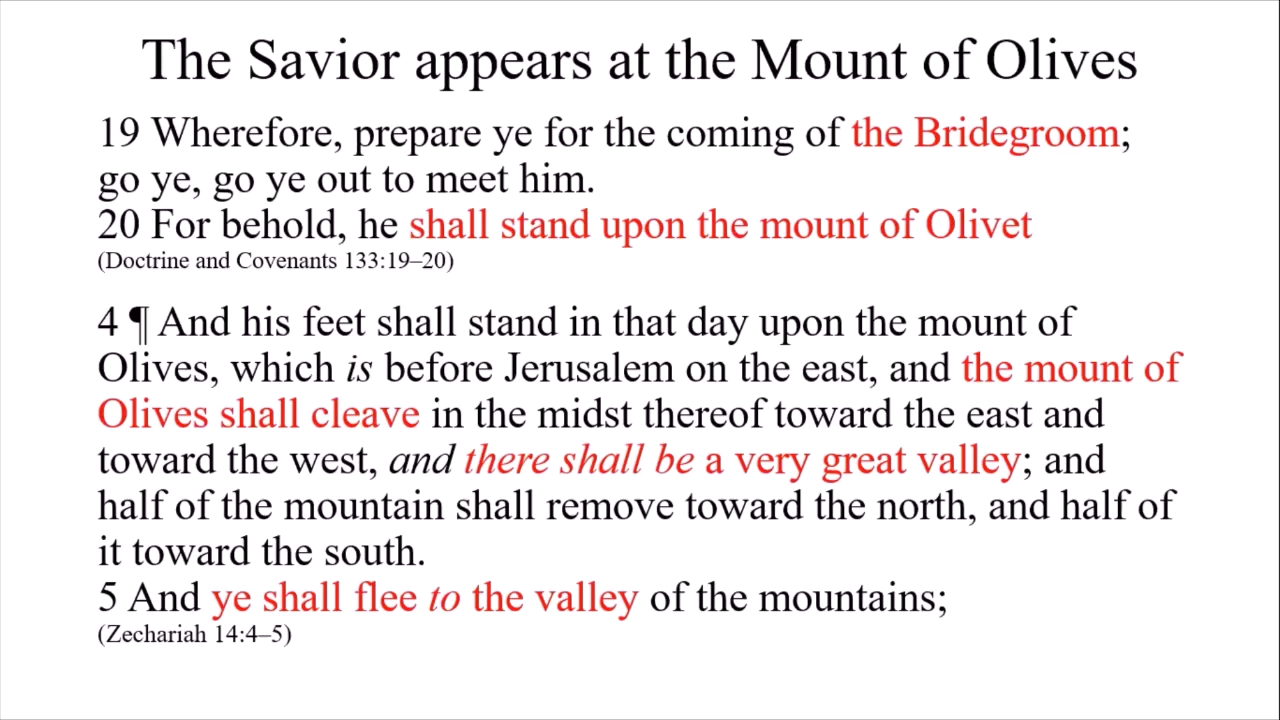 The Savior appears at the Mount of Olives
19 Wherefore, prepare ye for the coming of the Bridegroom;
go ye, go ye out to meet him.
20 For behold, he shall stand upon the mount of Olivet
(Doctrine and Covenants 133:19–20)
4 ¶ And his feet shall stand in that day upon the mount of
Olives, which is before Jerusalem on the east, and the mount of
Olives shall cleave in the midst thereof toward the east and
toward the west, and there shall be a very great valley; and
half of the mountain shall remove toward the north, and half of
it toward the south.
5 And ye shall flee to the valley of the mountains;
(Zechariah 14:4–5)